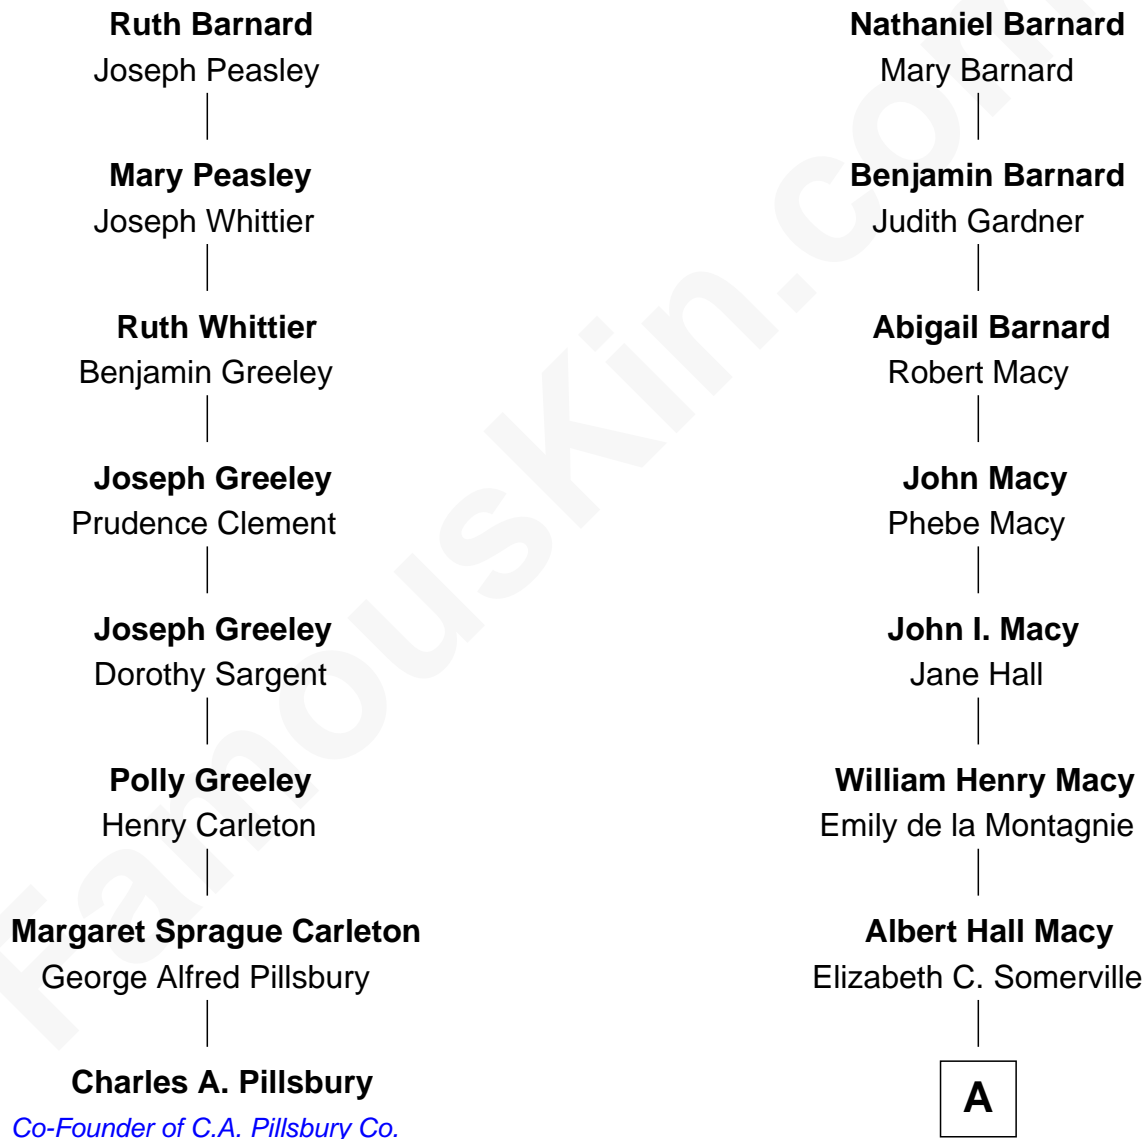 Ruth Barnard
Joseph Peasley
Mary Peasley
Joseph Whittier
Ruth Whittier
Benjamin Greeley
Joseph Greeley
Prudence Clement
Joseph Greeley
Dorothy Sargent
Polly Greeley
Henry Carleton
Margaret Sprague Carleton
George Alfred Pillsbury
Charles A. Pillsbury
Co-Founder of C.A. Pillsbury Co.
Nathaniel Barnard
Mary Barnard
Benjamin Barnard
Judith Gardner
Abigail Barnard
Robert Macy
John Macy
Phebe Macy
John I. Macy
Jane Hall
William Henry Macy
Emily de la Montagnie
Albert Hall Macy
Elizabeth C. Somerville
A
FamousKin.com